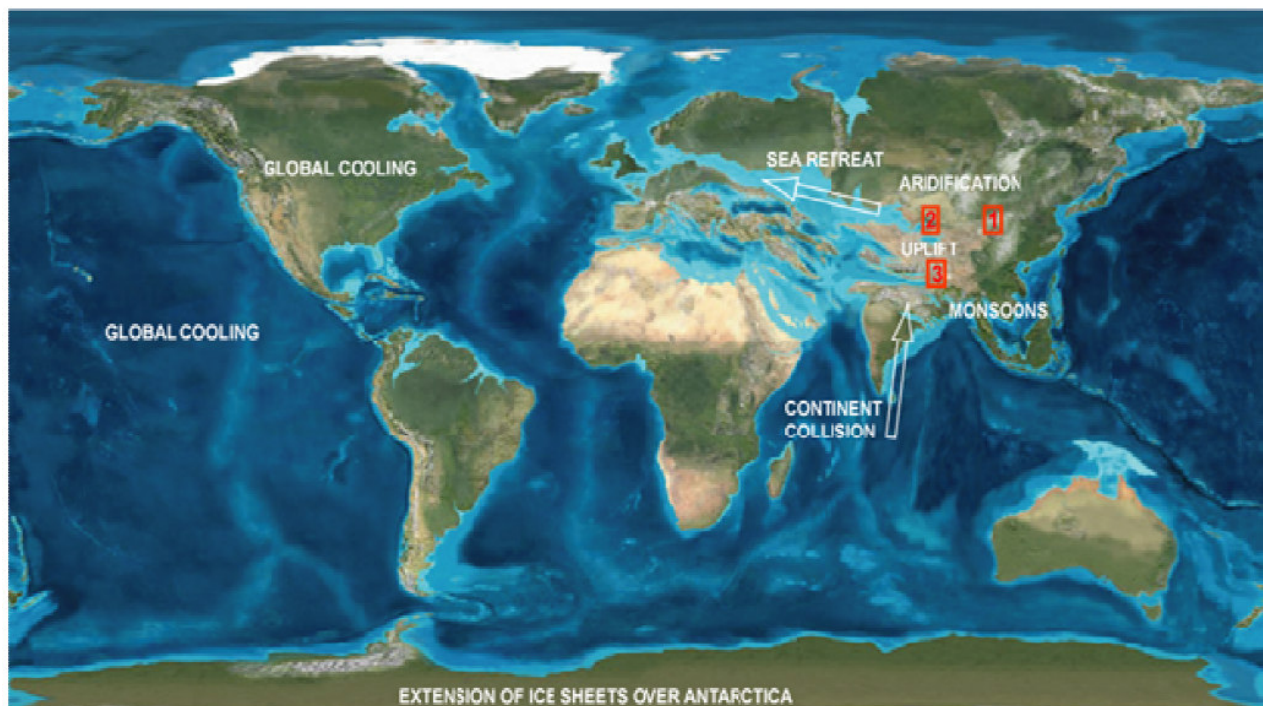 SEA RETREAT
GLOBAL COOLING
ARIDIFICATION
2
1
UPLIFT
3
MONSOONS
GLOBAL COOLING
CONTINENT
COLLISION
EXTENSION OF ICE SHEETS OVER ANTARCTICA